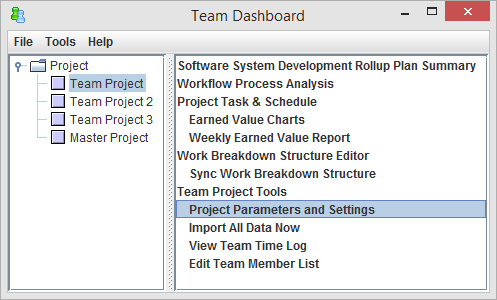 Team Dashboard
File Tools Help
Project
Team Project
Team Project 2
Team Project 3
Master Project
Software System Development Rollup Plan Summary
Workflow Process Analysis
Project Task & Schedule
Earned Value Charts
Weekly Earned Value Report
Work Breakdown Structure Editor
Sync Work Breakdown Structure
Team Project Tools
Project Parameters and Settings
Import All Data Now
View Team Time Log
Edit Team Member List